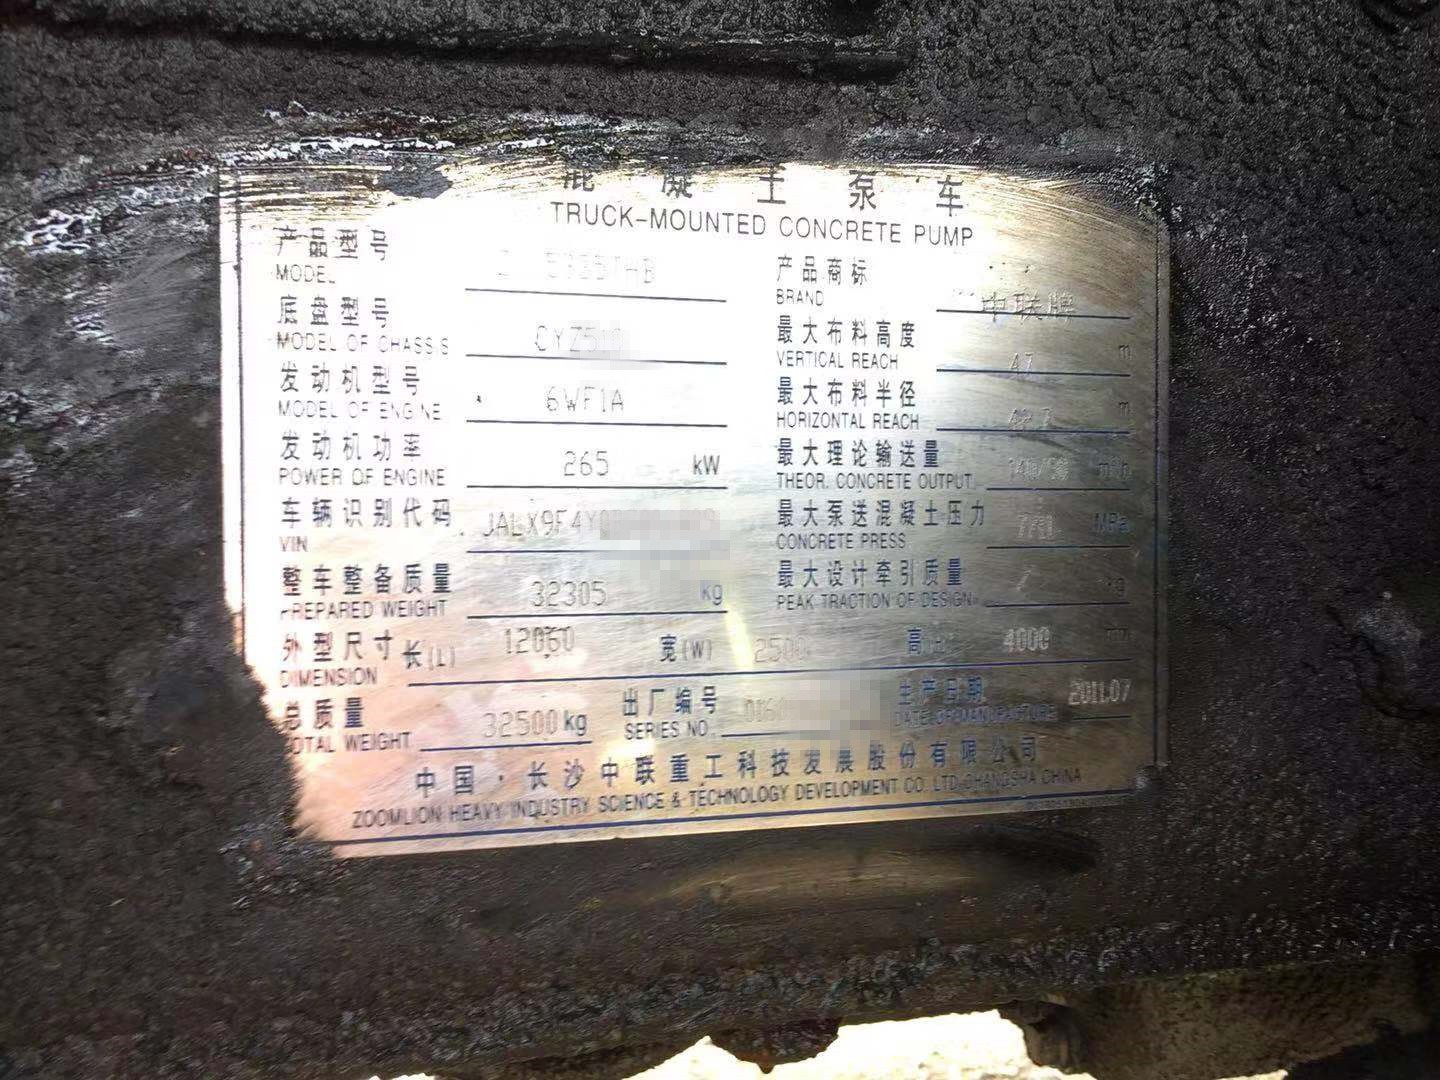 混凝土泵车
TRUCK-MOUNTED CONCRETE PUMP
产品型号
MODEL
5335THB
底盘型号
MODEL OF CHASSIS
发动机型号 6WF1A
MODEL OF ENGINE
发动机功率 265 kW
POWER OF ENGINE
车辆识别代码
VIN JALX9F4Y
整车整备质量 32305 kg
PREPARED WEIGHT
外型尺寸 长(L) 12060 宽(W) 2500 高 4000
DIMENSION
总质量 32500kg
TOTAL WEIGHT
出厂编号
SERIES NO.
生产日期 2011.07
DATE OF MANUFACTURE
产品商标 中联牌
BRAND
最大布料高度 47 m
VERTICAL REACH
最大布料半径 m
HORIZONTAL REACH
最大理论输送量
THEOR. CONCRETE OUTPUT
最大泵送混凝土压力 MPa
CONCRETE PRESS
最大设计牵引质量 /
PEAK TRACTION OF DESIGN
中国·长沙中联重工科技发展股份有限公司
ZOOMLION HEAVY INDUSTRY SCIENCE & TECHNOLOGY DEVELOPMENT CO. LTD.CHANGSHA CHINA